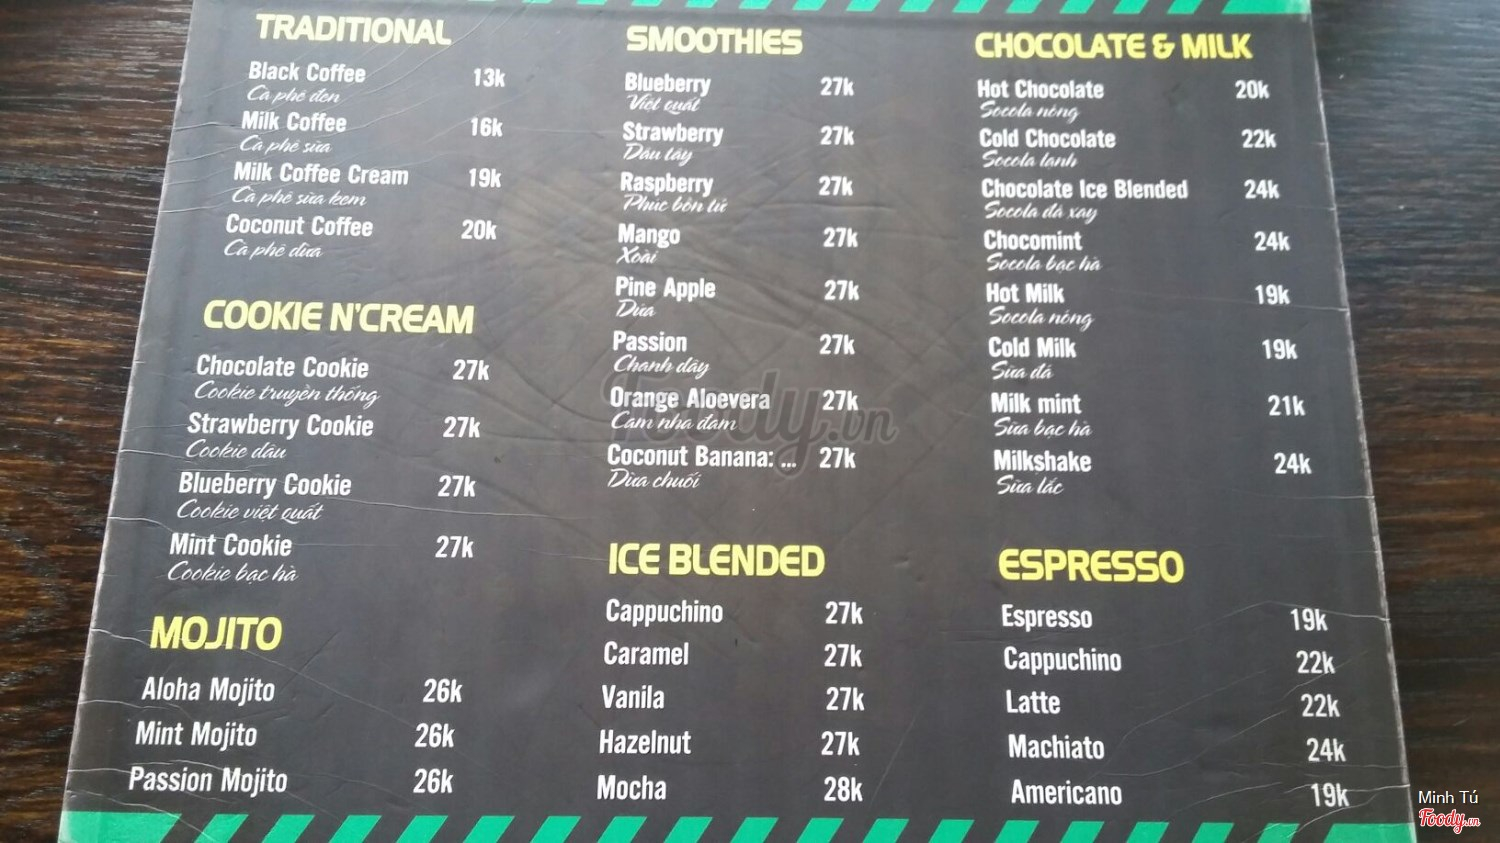 TRADITIONAL
Black Coffee 13k
Cà phê đen
Milk Coffee 16k
Cà phê sữa
Milk Coffee Cream 19k
Cà phê sữa kem
Coconut Coffee 20k
Cà phê dừa
COOKIE N'CREAM
Chocolate Cookie 27k
Cookie truyền thống
Strawberry Cookie 27k
Cookie dâu
Blueberry Cookie 27k
Cookie việt quất
Mint Cookie 27k
Cookie bạc hà
MOJITO
Aloha Mojito 26k
Mint Mojito 26k
Passion Mojito 26k
SMOOTHIES
Blueberry 27k
Việt quất
Strawberry 27k
Dâu tây
Raspberry 27k
Phúc bồn tử
Mango 27k
Xoài
Pine Apple 27k
Dứa
Passion 27k
Chanh dây
Orange Aloevera 27k
Cam nha đam
Coconut Banana: ... 27k
Dừa chuối
ICE BLENDED
Cappuchino 27k
Caramel 27k
Vanila 27k
Hazelnut 27k
Mocha 28k
CHOCOLATE & MILK
Hot Chocolate 20k
Socola nóng
Cold Chocolate 22k
Socola lạnh
Chocolate Ice Blended 24k
Socola đá xay
Chocomint 24k
Socola bạc hà
Hot Milk 19k
Socola nóng
Cold Milk 19k
Sữa đá
Milk mint 21k
Sữa bạc hà
Milkshake 24k
Sữa lắc
ESPRESSO
Espresso 19k
Cappuchino 22k
Latte 22k
Machiato 24k
Americano 19k
Foody.vn
Minh Tú
Foody.vn